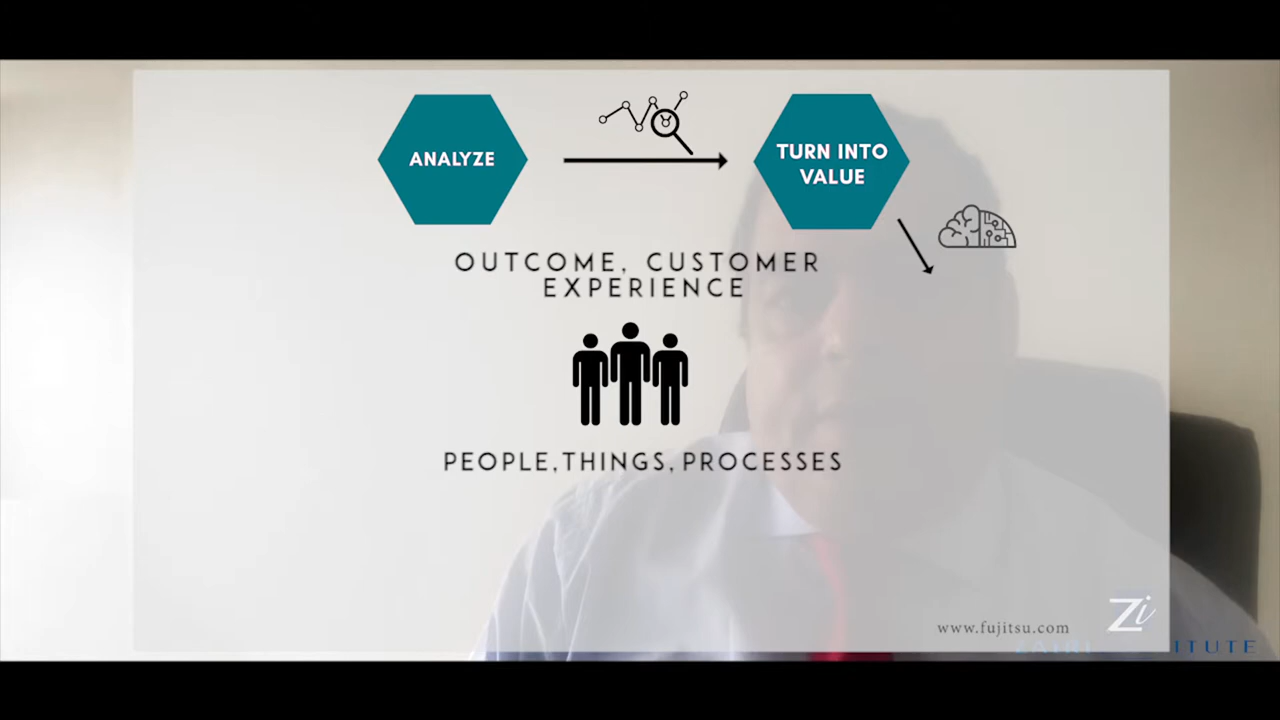 ANALYZE
TURN INTO
VALUE
OUTCOME, CUSTOMER
EXPERIENCE
PEOPLE, THINGS, PROCESSES
www.fujitsu.com
Zi